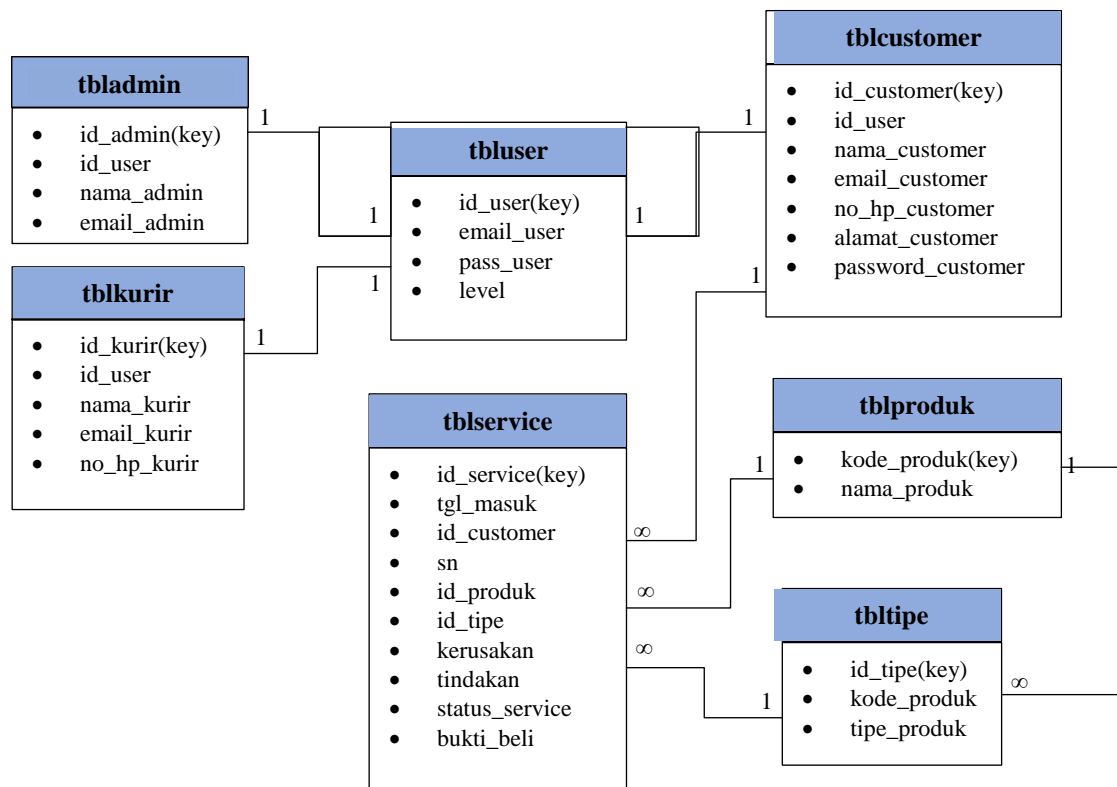 tbladmin
• id_admin(key)
• id_user
• nama_admin
• email_admin
1
tblkurir
• id_kurir(key)
• id_user
• nama_kurir
• email_kurir
• no_hp_kurir
1
tbluser
• id_user(key)
• email_user
• pass_user
• level
1
1
1
tblcustomer
• id_customer(key)
• id_user
• nama_customer
• email_customer
• no_hp_customer
• alamat_customer
• password_customer
1
1
tblservice
• id_service(key)
• tgl_masuk
• id_customer
• sn
• id_produk
• id_tipe
• kerusakan
• tindakan
• status_service
• bukti_beli
∞
∞
∞
tblproduk
• kode_produk(key)
• nama_produk
1
1
tbltipe
• id_tipe(key)
• kode_produk
• tipe_produk
1
∞